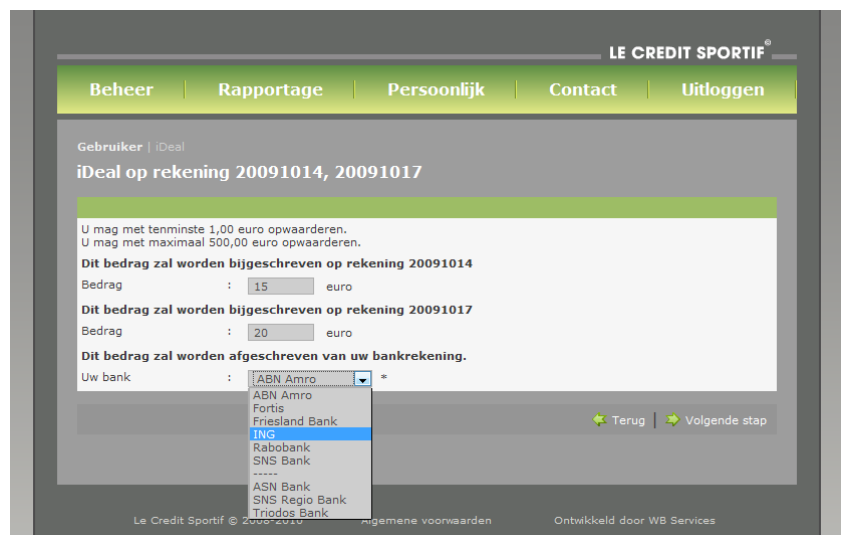 LE CREDIT SPORTIF®
Beheer Rapportage Persoonlijk Contact Uitloggen
Gebruiker | iDeal
iDeal op rekening 20091014, 20091017
U mag met tenminste 1,00 euro opwaarderen.
U mag met maximaal 500,00 euro opwaarderen.
Dit bedrag zal worden bijgeschreven op rekening 20091014
Bedrag : 15 euro
Dit bedrag zal worden bijgeschreven op rekening 20091017
Bedrag : 20 euro
Dit bedrag zal worden afgeschreven van uw bankrekening.
Uw bank : ABN Amro *
ABN Amro
Fortis
Friesland Bank
ING
Rabobank
SNS Bank
-----
ASN Bank
SNS Regio Bank
Triodos Bank
Terug | Volgende stap
Le Credit Sportif © 2008-2010 Algemene voorwaarden Ontwikkeld door WB Services